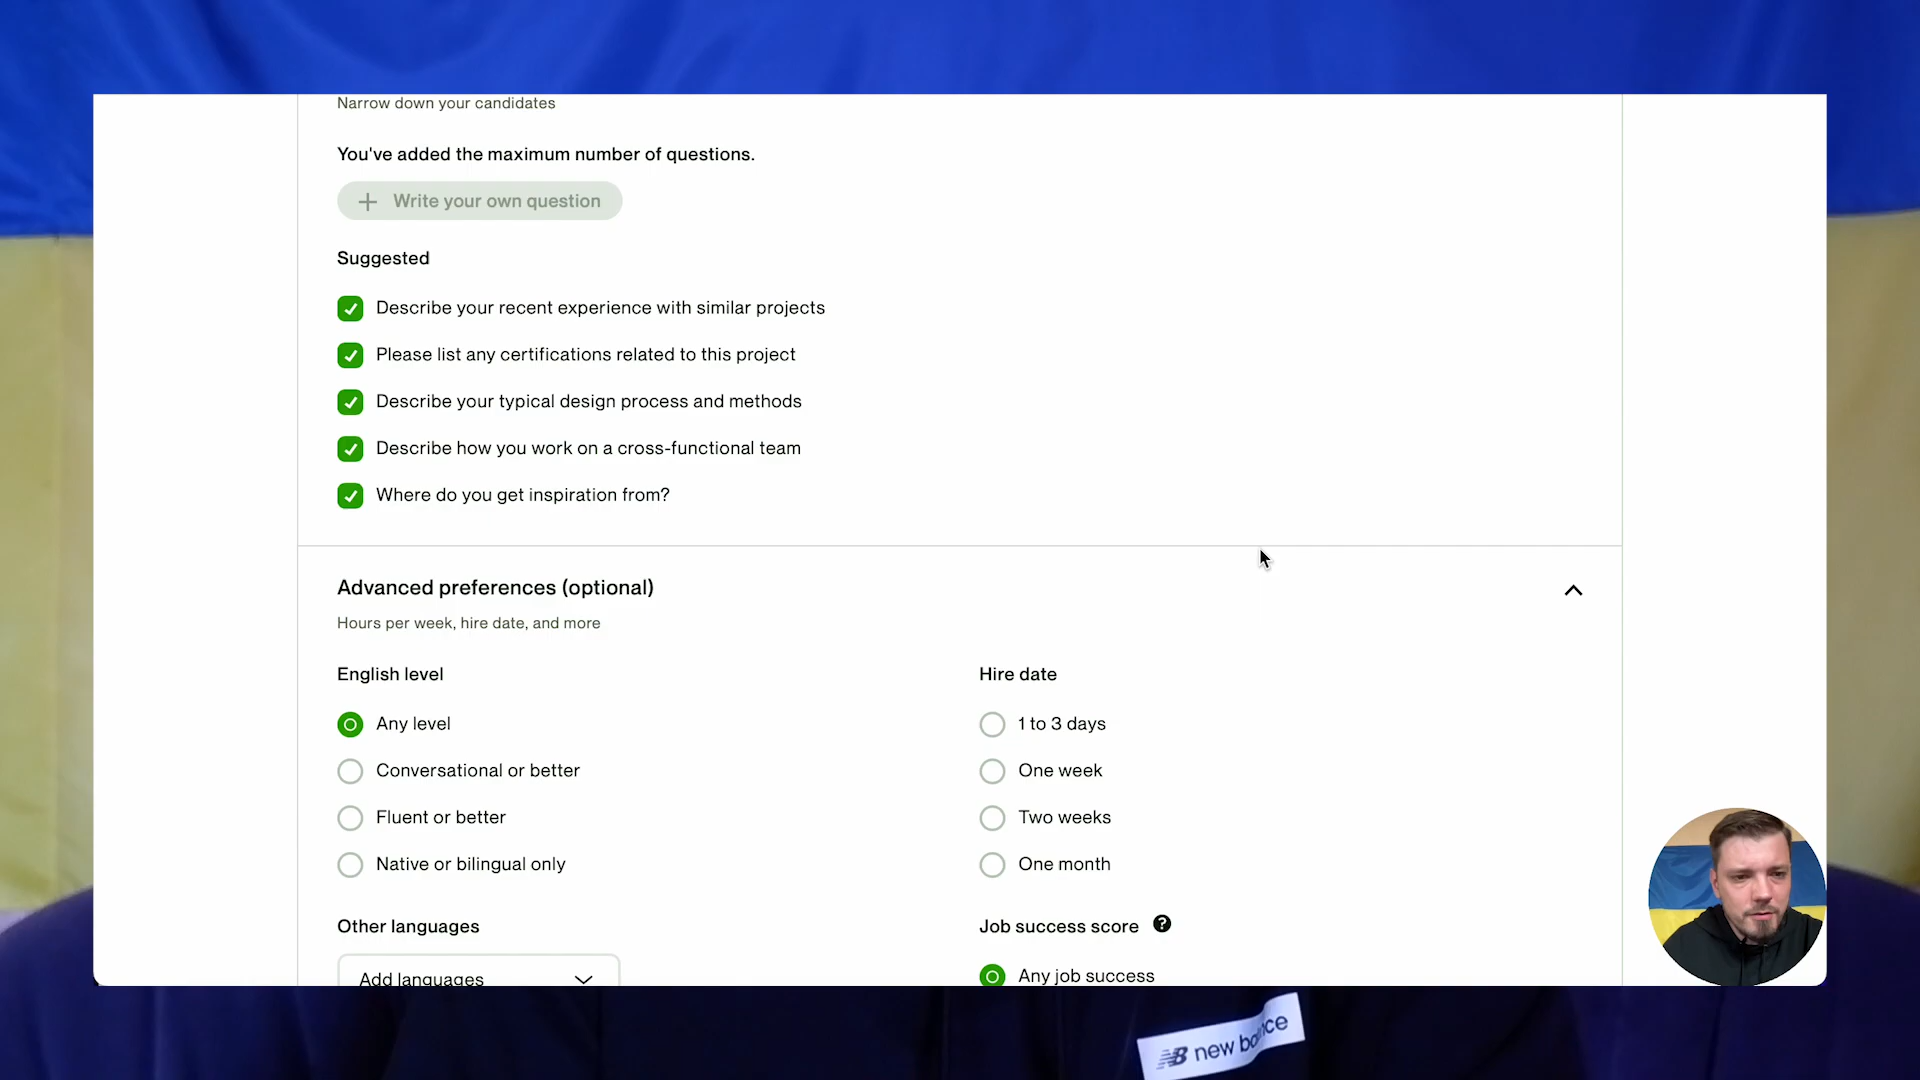 Narrow down your candidates
You've added the maximum number of questions.
Write your own question
Suggested
Describe your recent experience with similar projects
Please list any certifications related to this project
Describe your typical design process and methods
Describe how you work on a cross-functional team
Where do you get inspiration from?
Advanced preferences (optional)
Hours per week, hire date, and more
English level
Any level
Conversational or better
Fluent or better
Native or bilingual only
Other languages
Add languages
Hire date
1 to 3 days
One week
Two weeks
One month
Job success score
Any job success
new balance